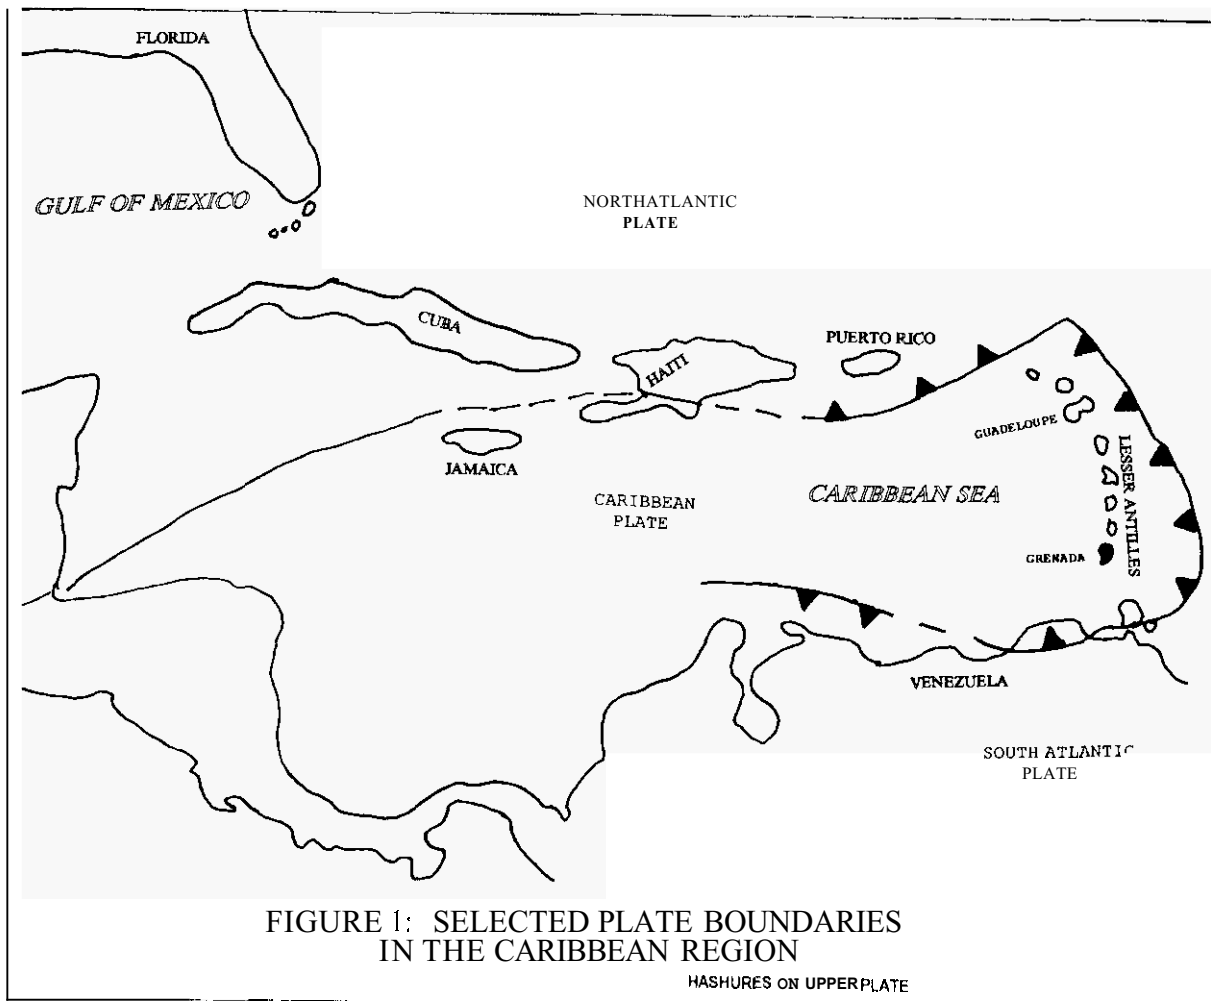 FLORIDA
GULF OF MEXICO
NORTHATLANTIC
PLATE
CUBA
HAITI
PUERTO RICO
JAMAICA
GUADELOUPE
LESSER ANTILLES
CARIBBEAN SEA
CARIBBEAN
PLATE
GRENADA
VENEZUELA
SOUTH ATLANTIC
PLATE
FIGURE 1: SELECTED PLATE BOUNDARIES
IN THE CARIBBEAN REGION
HASHURES ON UPPERPLATE